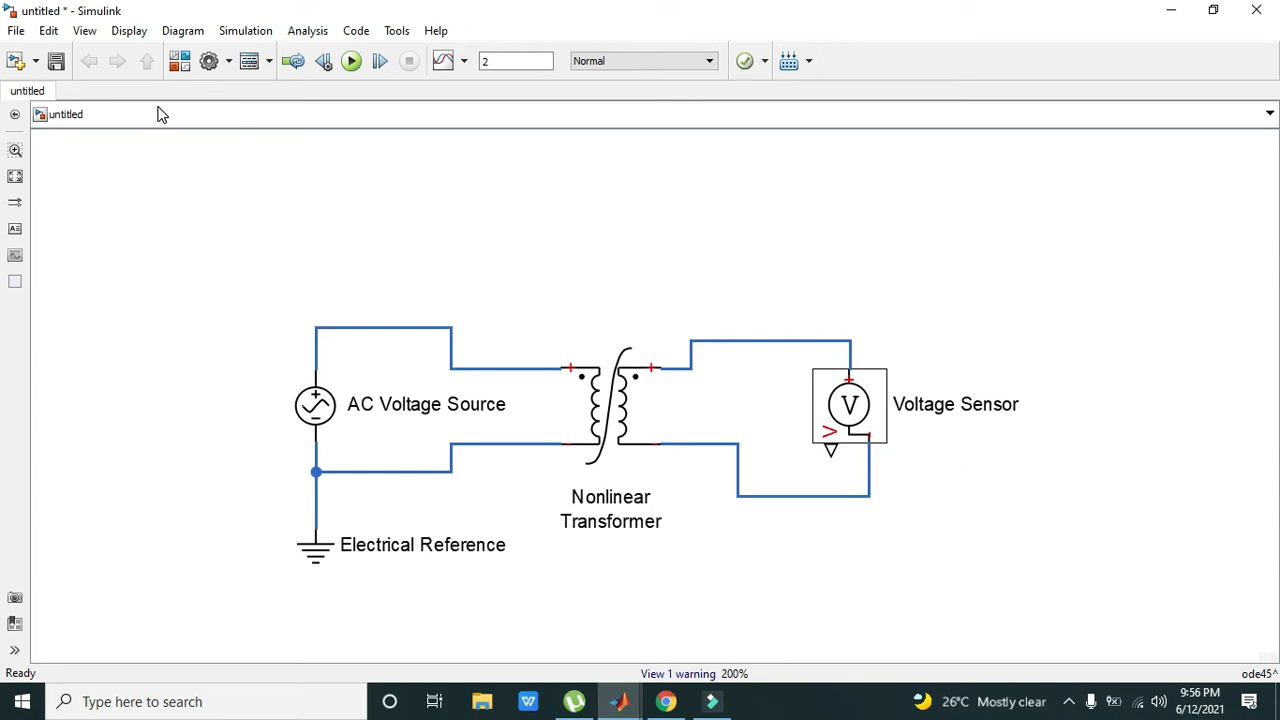 untitled * - Simulink
File Edit View Display Diagram Simulation Analysis Code Tools Help
2 Normal
untitled
untitled
AC Voltage Source
V
V
Voltage Sensor
Nonlinear
Transformer
Electrical Reference
Ready View 1 warning 200% ode45
Type here to search
26°C Mostly clear
9:56 PM
6/12/2021